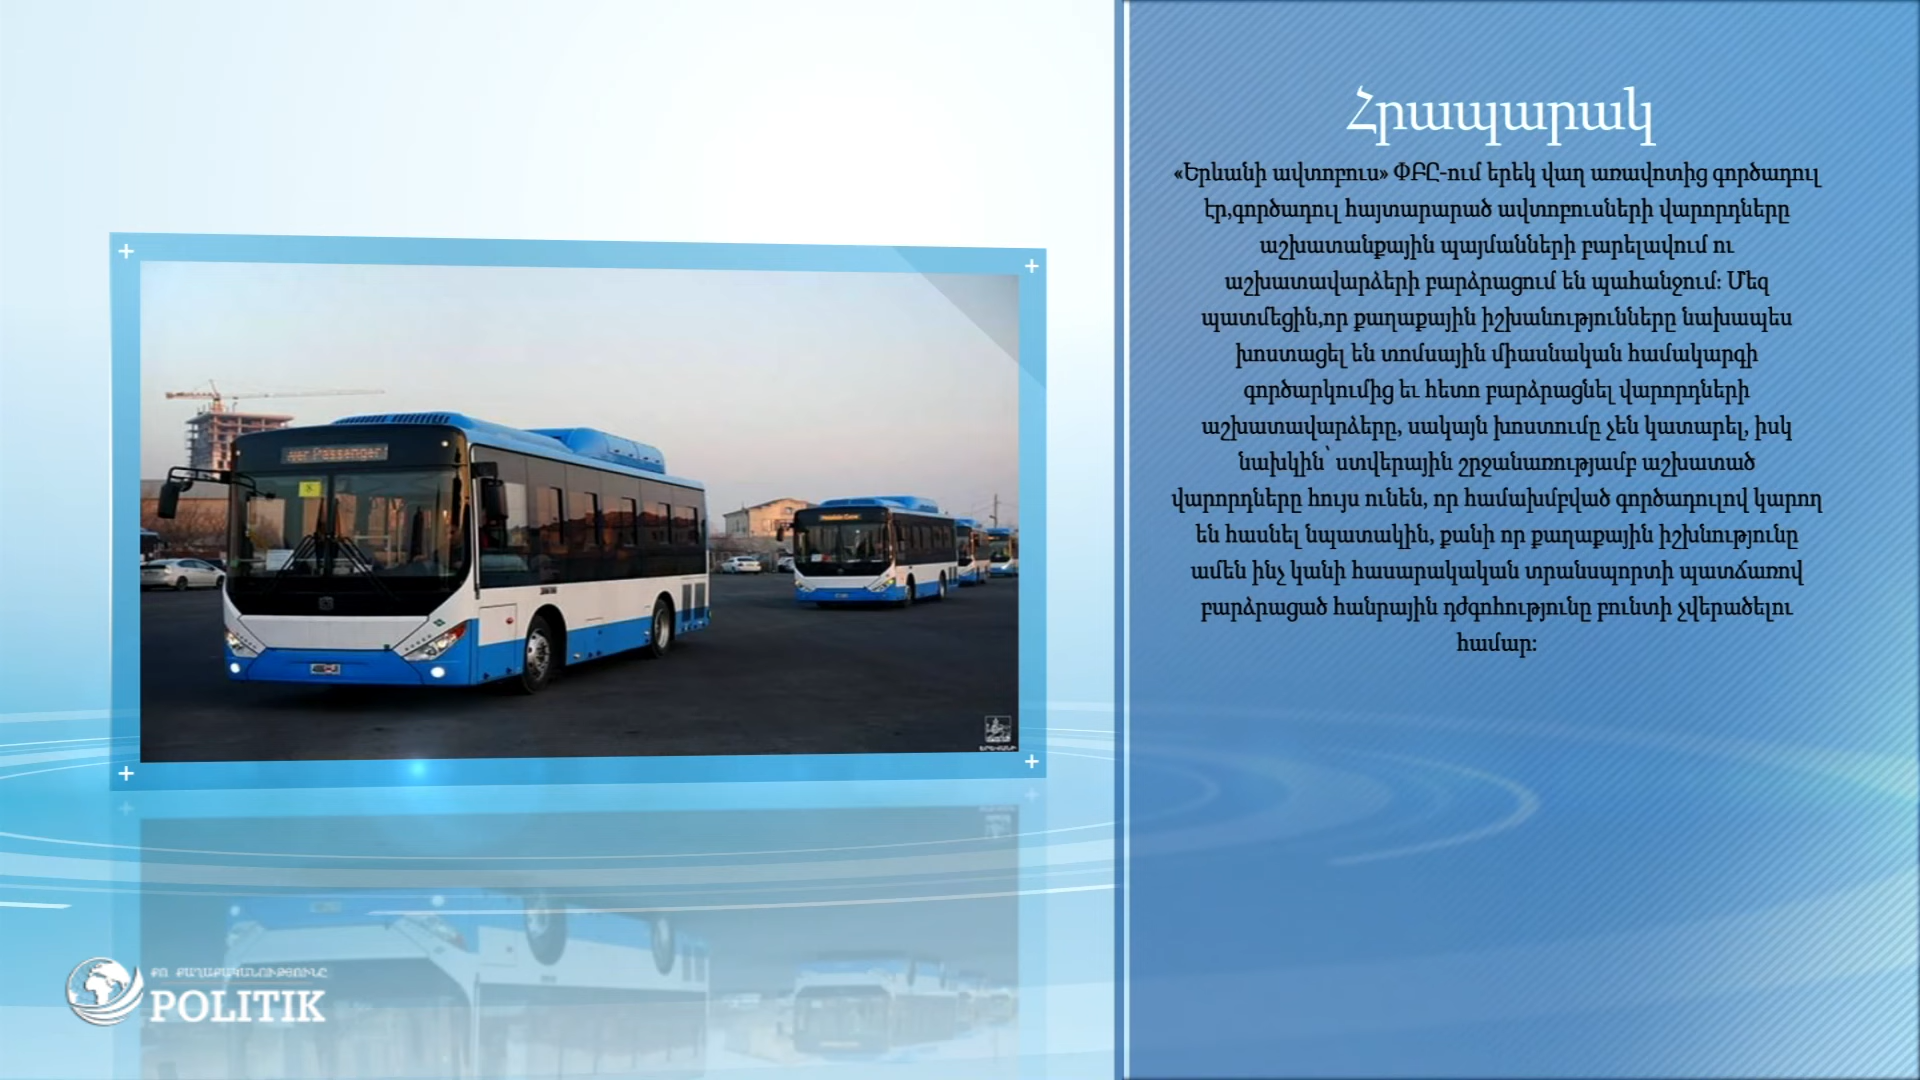 Հրապարակ
«Երևանի ավտոբուս» ՓԲԸ-ում երեկ վաղ առավոտից գործադուլ
էր,գործադուլ հայտարարած ավտոբուսների վարորդները
աշխատանքային պայմանների բարելավում ու
աշխատավարձերի բարձրացում են պահանջում: Մեզ
պատմեցին,որ քաղաքային իշխանությունները նախապես
խոստացել են տոմսային միասնական համակարգի
գործարկումից եւ հետո բարձրացնել վարորդների
աշխատավարձերը, սակայն խոստումը չեն կատարել, իսկ
նախկին՝ ստվերային շրջանառությամբ աշխատած
վարորդները հույս ունեն, որ համախմբված գործադուլով կարող
են հասնել նպատակին, քանի որ քաղաքային իշխնությունը
ամեն ինչ կանի հասարակական տրանսպորտի պատճառով
բարձրացած հանրային դժգոհությունը բունտի չվերածելու
համար:
Passenger
ՔՈ ՔԱՂԱՔԱԿԱՆՈՒԹՅՈՒՆԸ
POLITIK